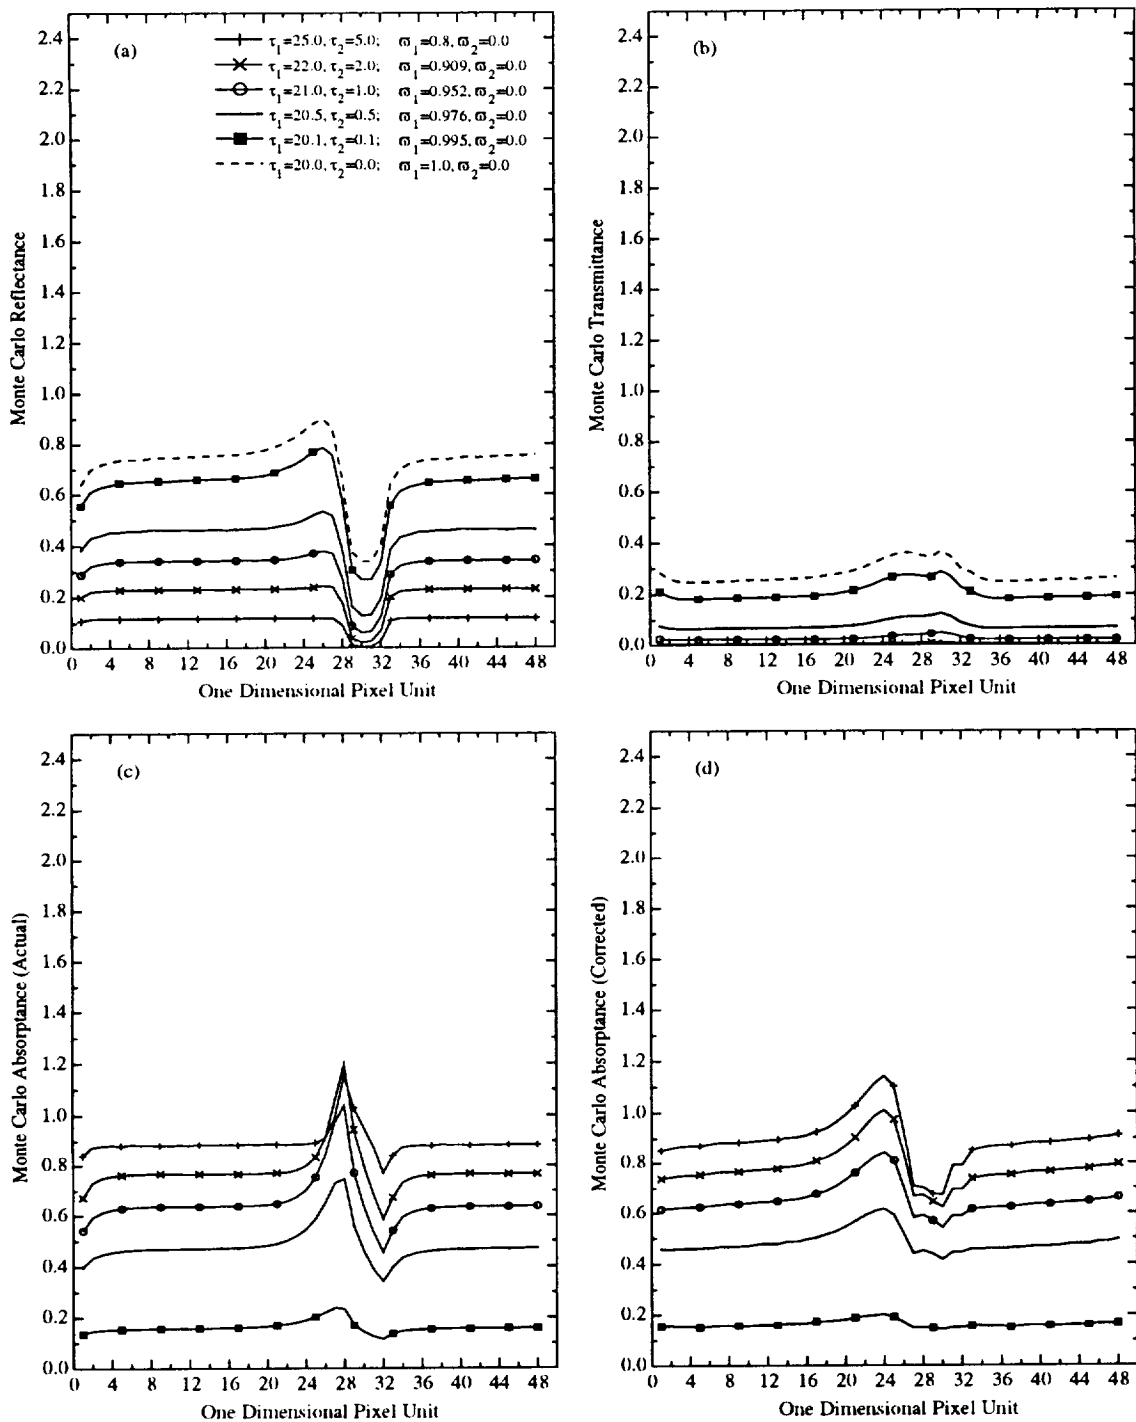 (a)
τ1=25.0, τ2=5.0; ϖ1=0.8, ϖ2=0.0
τ1=22.0, τ2=2.0; ϖ1=0.909, ϖ2=0.0
τ1=21.0, τ2=1.0; ϖ1=0.952, ϖ2=0.0
τ1=20.5, τ2=0.5; ϖ1=0.976, ϖ2=0.0
τ1=20.1, τ2=0.1; ϖ1=0.995, ϖ2=0.0
τ1=20.0, τ2=0.0; ϖ1=1.0, ϖ2=0.0
Monte Carlo Reflectance
2.4
2.2
2.0
1.8
1.6
1.4
1.2
1.0
0.8
0.6
0.4
0.2
0.0
0 4 8 12 16 20 24 28 32 36 40 44 48
One Dimensional Pixel Unit
(b)
Monte Carlo Transmittance
2.4
2.2
2.0
1.8
1.6
1.4
1.2
1.0
0.8
0.6
0.4
0.2
0.0
0 4 8 12 16 20 24 28 32 36 40 44 48
One Dimensional Pixel Unit
(c)
Monte Carlo Absorptance (Actual)
2.4
2.2
2.0
1.8
1.6
1.4
1.2
1.0
0.8
0.6
0.4
0.2
0.0
0 4 8 12 16 20 24 28 32 36 40 44 48
One Dimensional Pixel Unit
(d)
Monte Carlo Absorptance (Corrected)
2.4
2.2
2.0
1.8
1.6
1.4
1.2
1.0
0.8
0.6
0.4
0.2
0.0
0 4 8 12 16 20 24 28 32 36 40 44 48
One Dimensional Pixel Unit